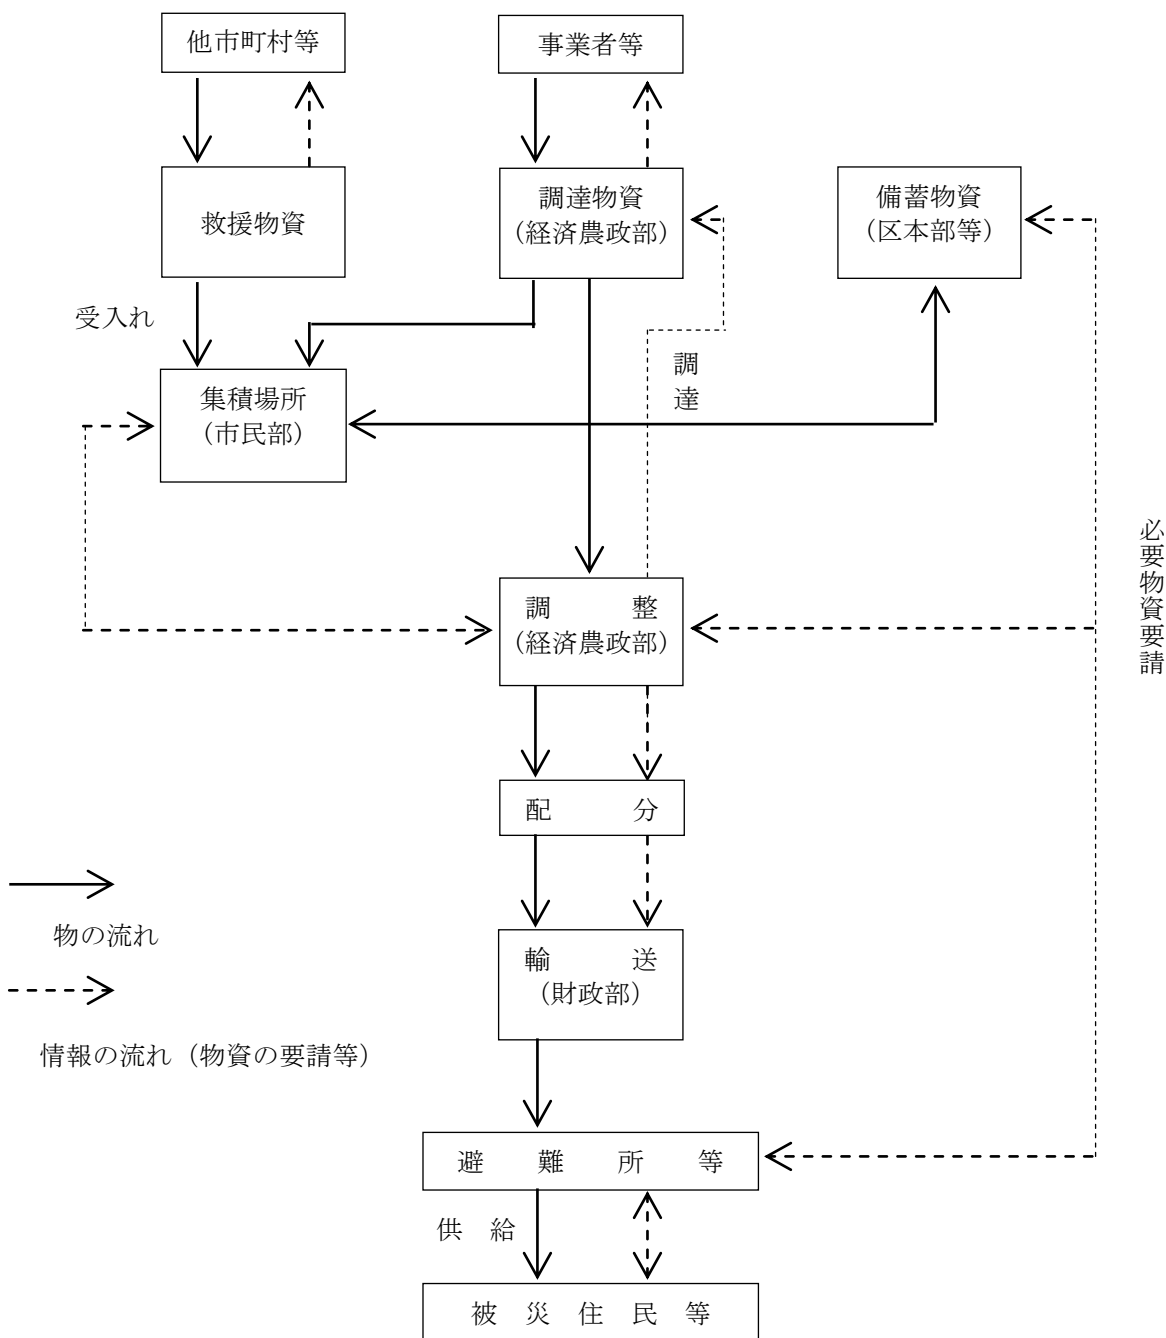 他市町村等
事業者等
救援物資
調達物資
（経済農政部）
備蓄物資
（区本部等）
受入れ
調
達
集積場所
（市民部）
必要物資要請
調　　　整
（経済農政部）
配　　　分
物の流れ
輸　　　送
（財政部）
情報の流れ（物資の要請等）
避　難　所　等
供　給
被　災　住　民　等